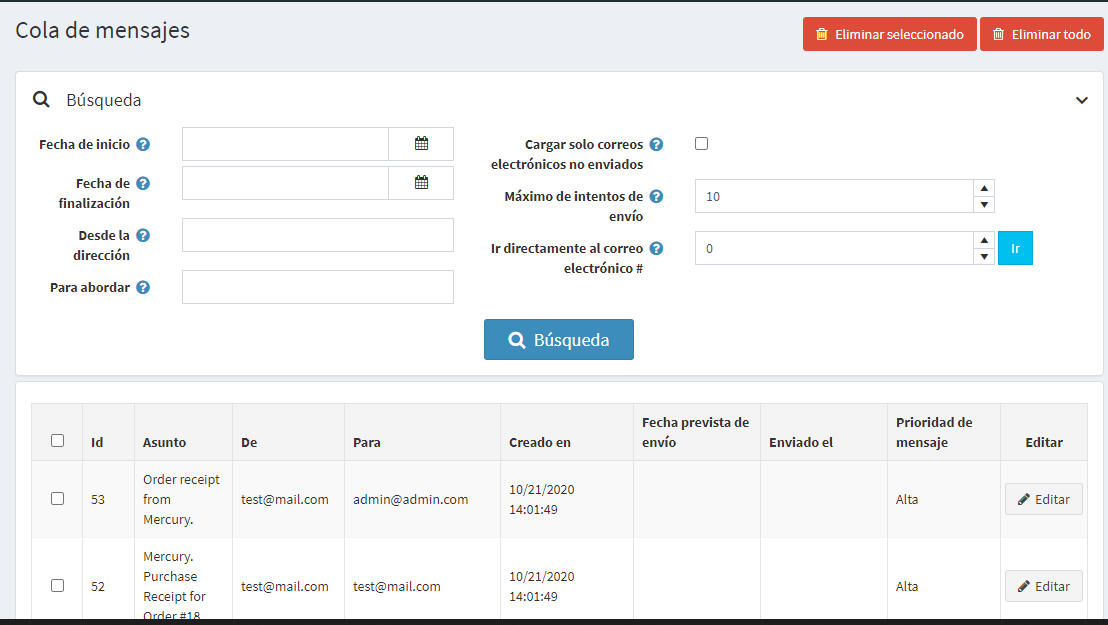 Cola de mensajes
Eliminar seleccionado
Eliminar todo
Búsqueda
Fecha de inicio
Fecha de
finalización
Desde la
dirección
Para abordar
Cargar solo correos
electrónicos no enviados
Máximo de intentos de
envío
10
Ir directamente al correo
electrónico #
0
Ir
Búsqueda
Id
Asunto
De
Para
Creado en
Fecha prevista de
envío
Enviado el
Prioridad de
mensaje
Editar
53
Order receipt
from
Mercury.
test@mail.com
admin@admin.com
10/21/2020
14:01:49
Alta
Editar
52
Mercury.
Purchase
Receipt for
Order #18
test@mail.com
test@mail.com
10/21/2020
14:01:49
Alta
Editar